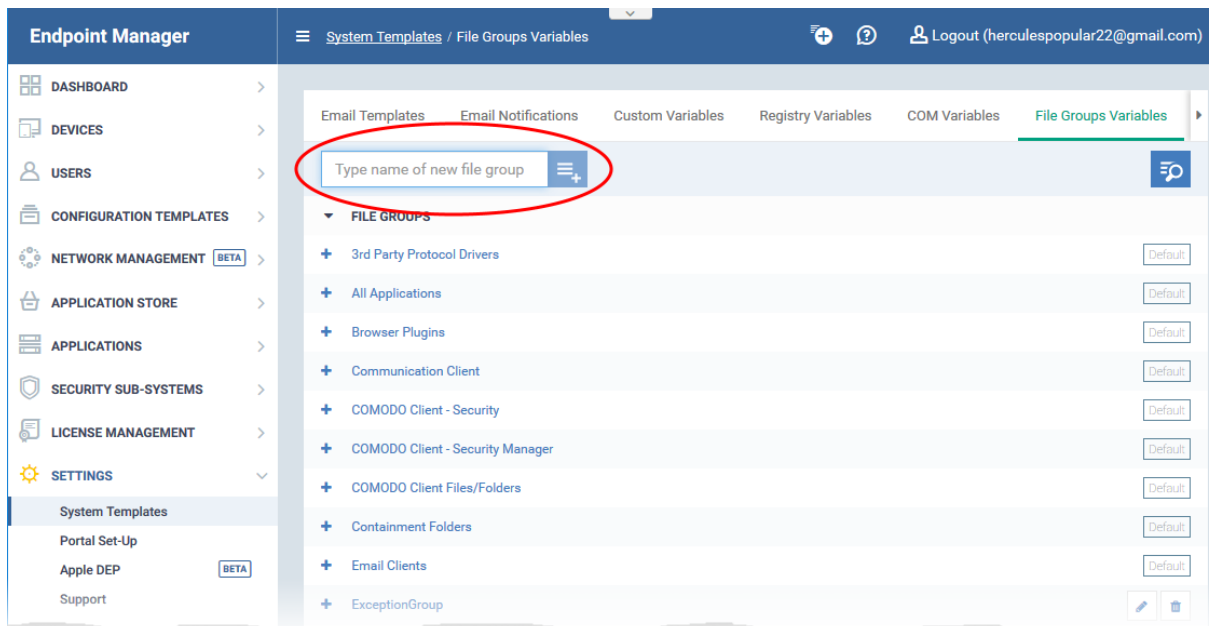 Endpoint Manager
System Templates / File Groups Variables
Logout (herculespopular22@gmail.com)
DASHBOARD
DEVICES
USERS
CONFIGURATION TEMPLATES
NETWORK MANAGEMENT BETA
APPLICATION STORE
APPLICATIONS
SECURITY SUB-SYSTEMS
LICENSE MANAGEMENT
SETTINGS
System Templates
Portal Set-Up
Apple DEP BETA
Support
Email Templates Email Notifications Custom Variables Registry Variables COM Variables File Groups Variables
Type name of new file group
FILE GROUPS
3rd Party Protocol Drivers Default
All Applications Default
Browser Plugins Default
Communication Client Default
COMODO Client - Security Default
COMODO Client - Security Manager Default
COMODO Client Files/Folders Default
Containment Folders Default
Email Clients Default
ExceptionGroup